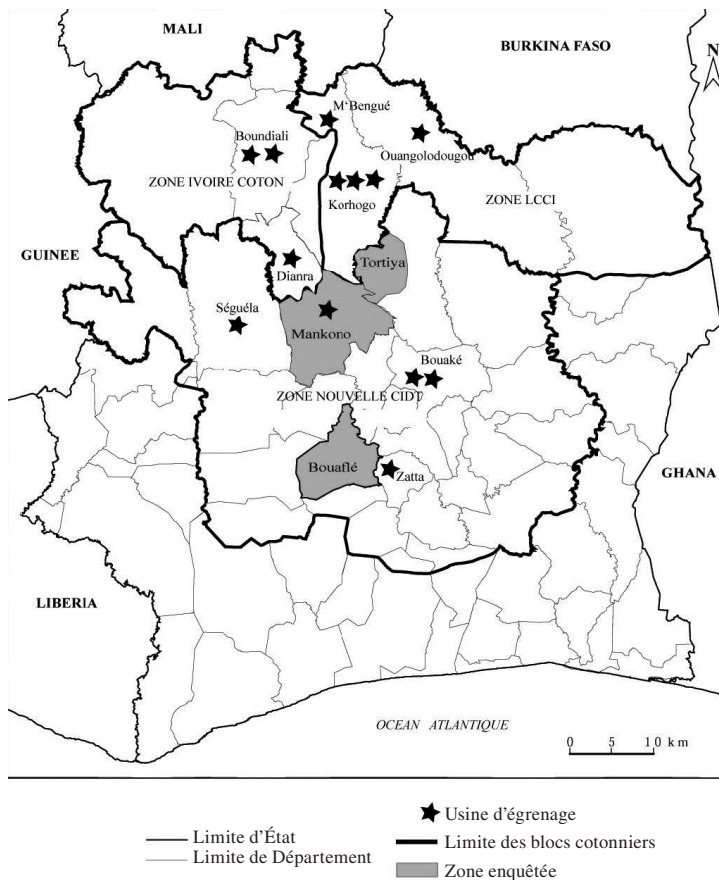 MALI
BURKINA FASO
N
M'Bengué
Boundiali
Ouangolodougou
ZONE IVOIRE COTON
Korhogo
ZONE LCCI
GUINEE
Tortiya
Dianra
Séguéla
Mankono
Bouaké
ZONE NOUVELLE CIDT
Bouaflé
Zatta
GHANA
LIBERIA
OCEAN ATLANTIQUE
0 5 10 km
Usine d'égrenage
Limite d'État
Limite des blocs cotonniers
Limite de Département
Zone enquêtée